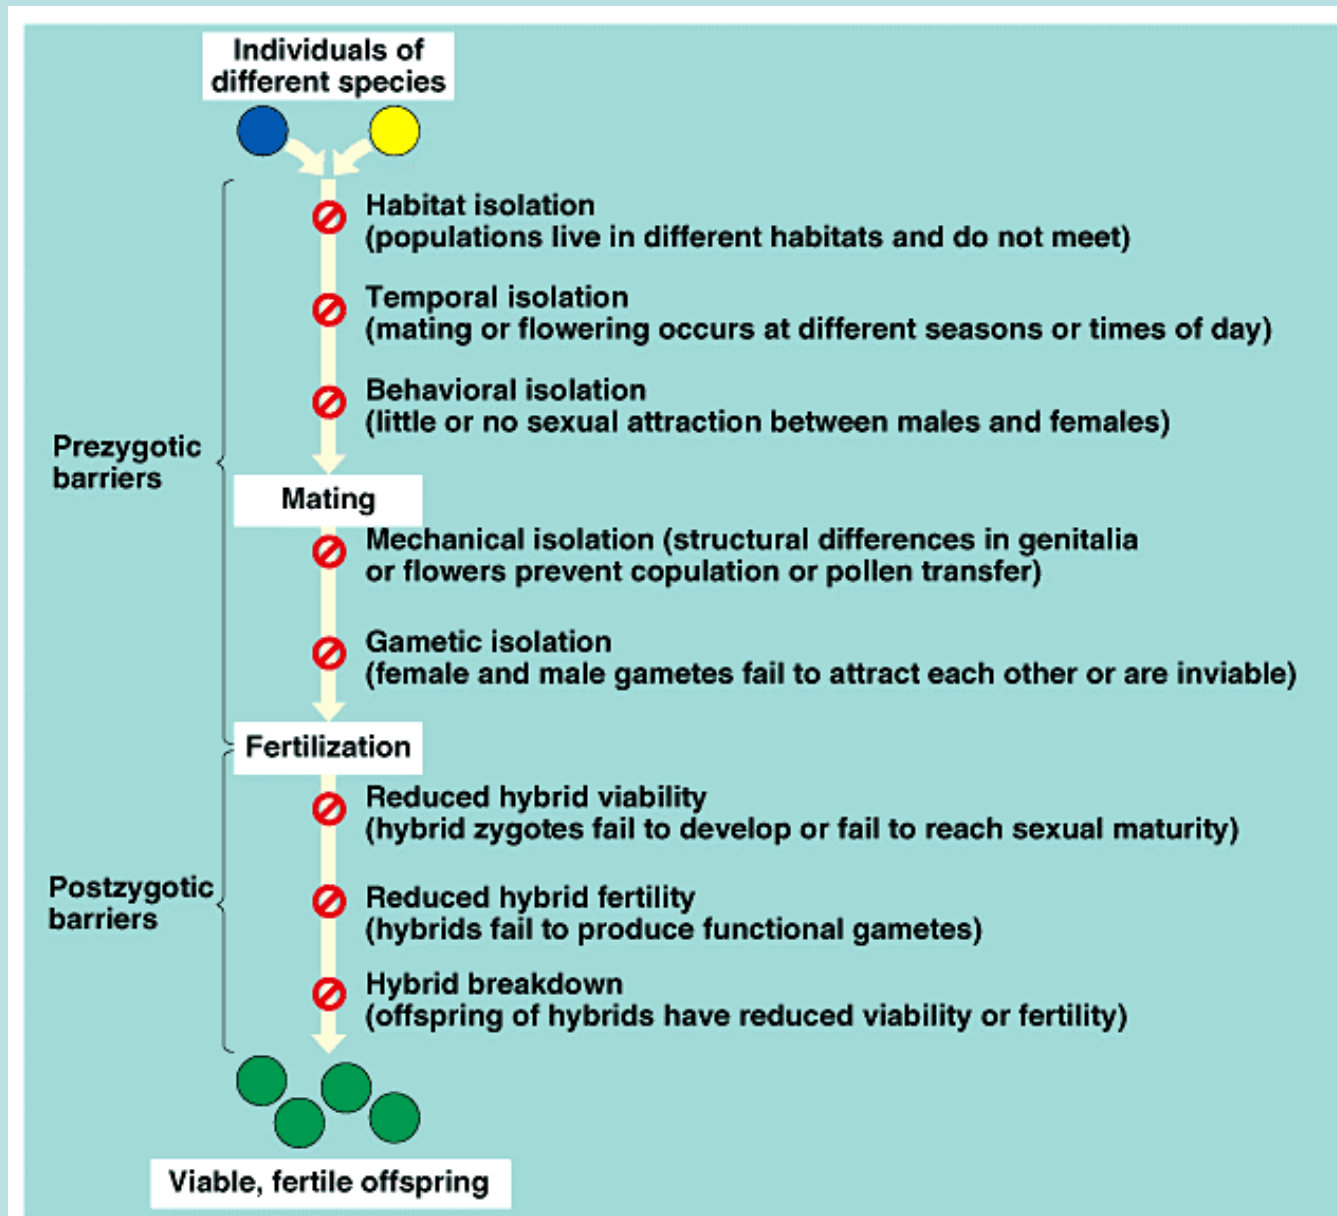 Individuals of
different species
Habitat isolation
(populations live in different habitats and do not meet)
Temporal isolation
(mating or flowering occurs at different seasons or times of day)
Behavioral isolation
(little or no sexual attraction between males and females)
Prezygotic
barriers
Mating
Mechanical isolation (structural differences in genitalia
or flowers prevent copulation or pollen transfer)
Gametic isolation
(female and male gametes fail to attract each other or are inviable)
Fertilization
Reduced hybrid viability
(hybrid zygotes fail to develop or fail to reach sexual maturity)
Postzygotic
barriers
Reduced hybrid fertility
(hybrids fail to produce functional gametes)
Hybrid breakdown
(offspring of hybrids have reduced viability or fertility)
Viable, fertile offspring